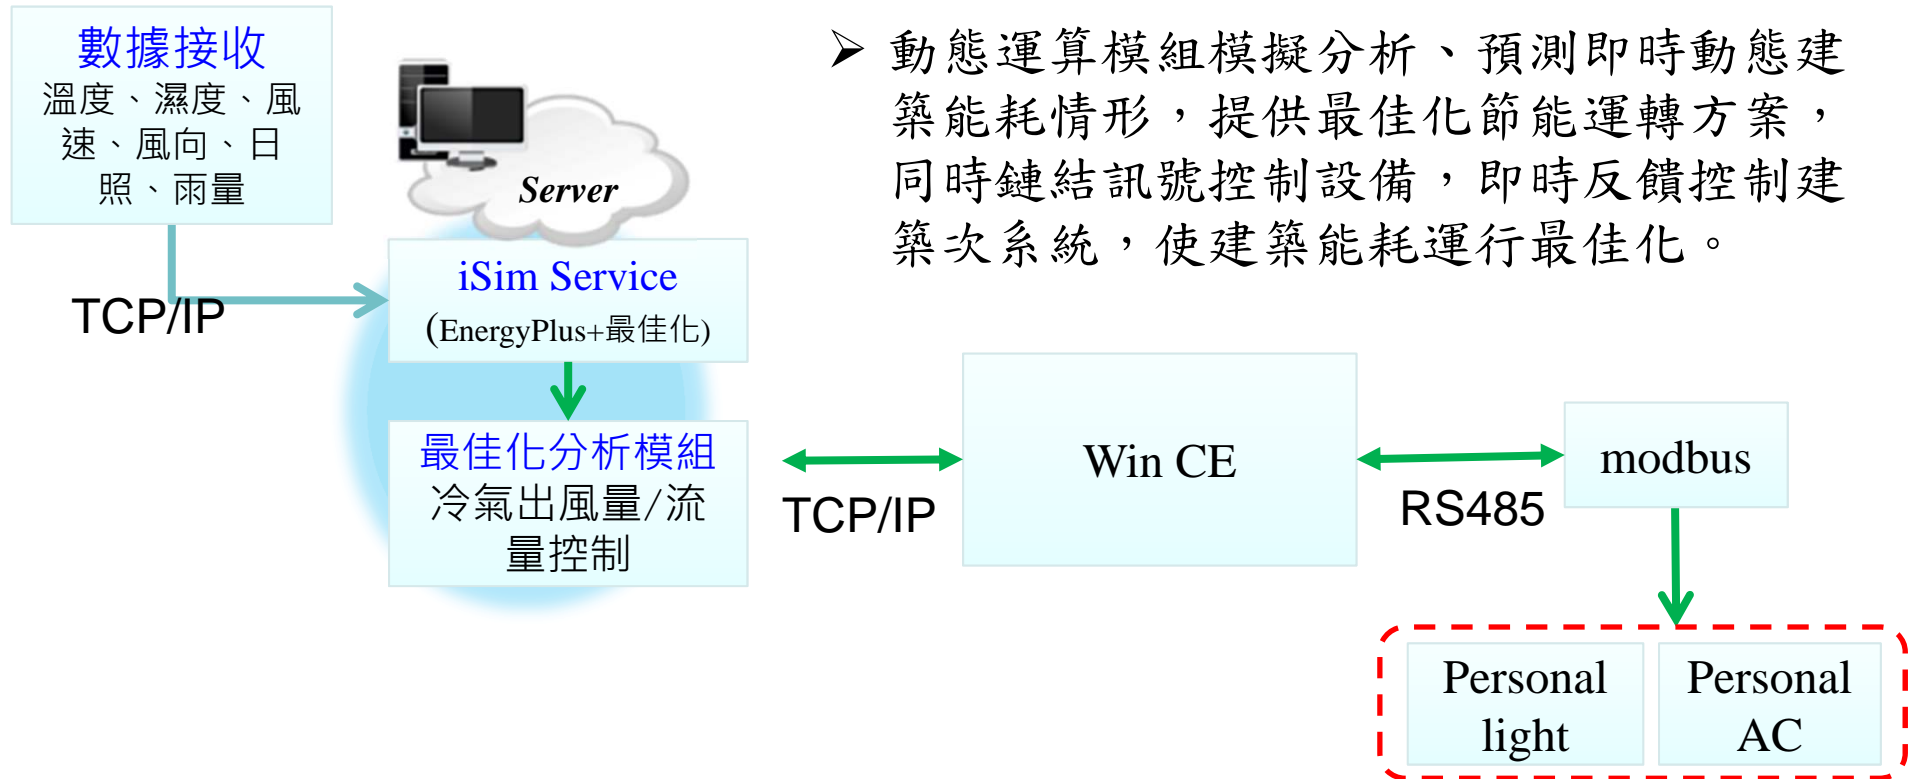 數據接收
溫度、濕度、風
速、風向、日
照、雨量
TCP/IP
Server
iSim Service
(EnergyPlus+最佳化)
最佳化分析模組
冷氣出風量/流
量控制
➢ 動態運算模組模擬分析、預測即時動態建
築能耗情形，提供最佳化節能運轉方案，
同時鏈結訊號控制設備，即時反饋控制建
築次系統，使建築能耗運行最佳化。
TCP/IP
Win CE
RS485
modbus
Personal
light
Personal
AC